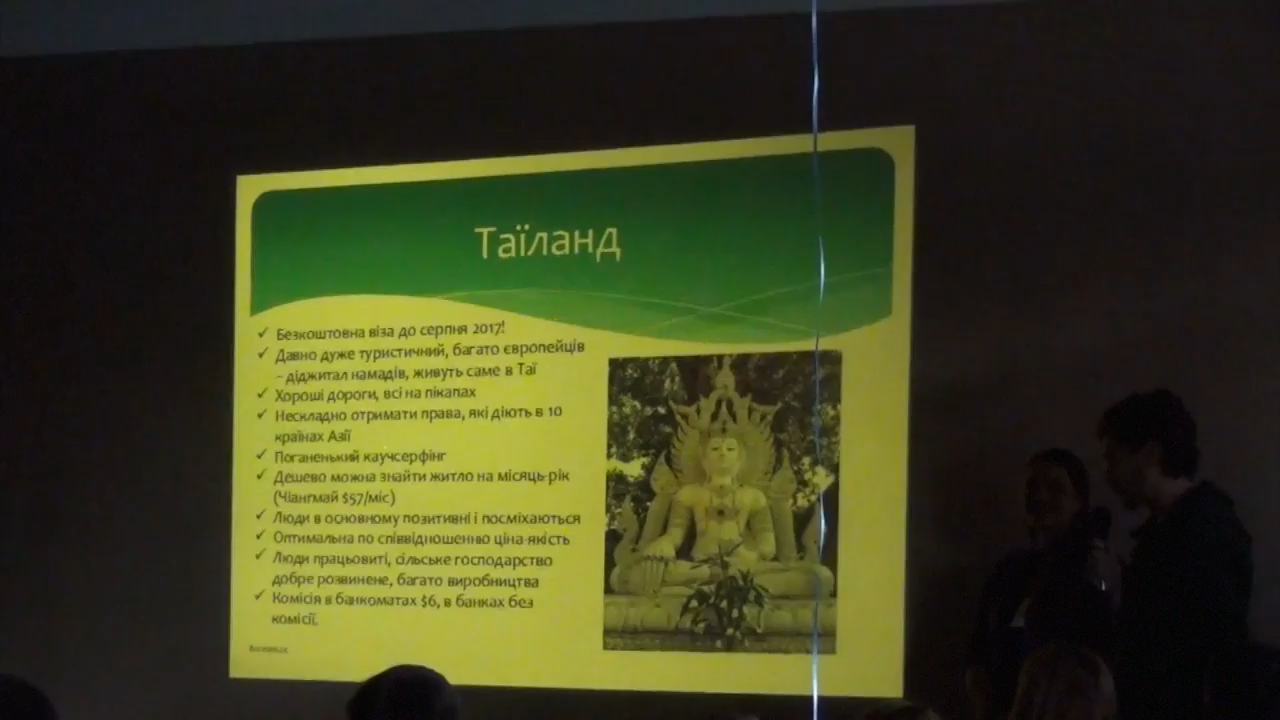 Таїланд
Безкоштовна віза до серпня 2017!
Давно дуже туристичний, багато європейців
– діджитал намадів, живуть саме в Таї
Хороші дороги, всі на пікапах
Нескладно отримати права, які діють в 10
країнах Азії
Поганенький каучсерфінг
Дешево можна знайти житло на місяць-рік
(Чіангмай $57/міс)
Люди в основному позитивні і посміхаються
Оптимальна по співвідношенню ціна-якість
Люди працьовиті, сільське господарство
добре розвинене, багато виробництва
Комісія в банкоматах $6, в банках без
комісії.